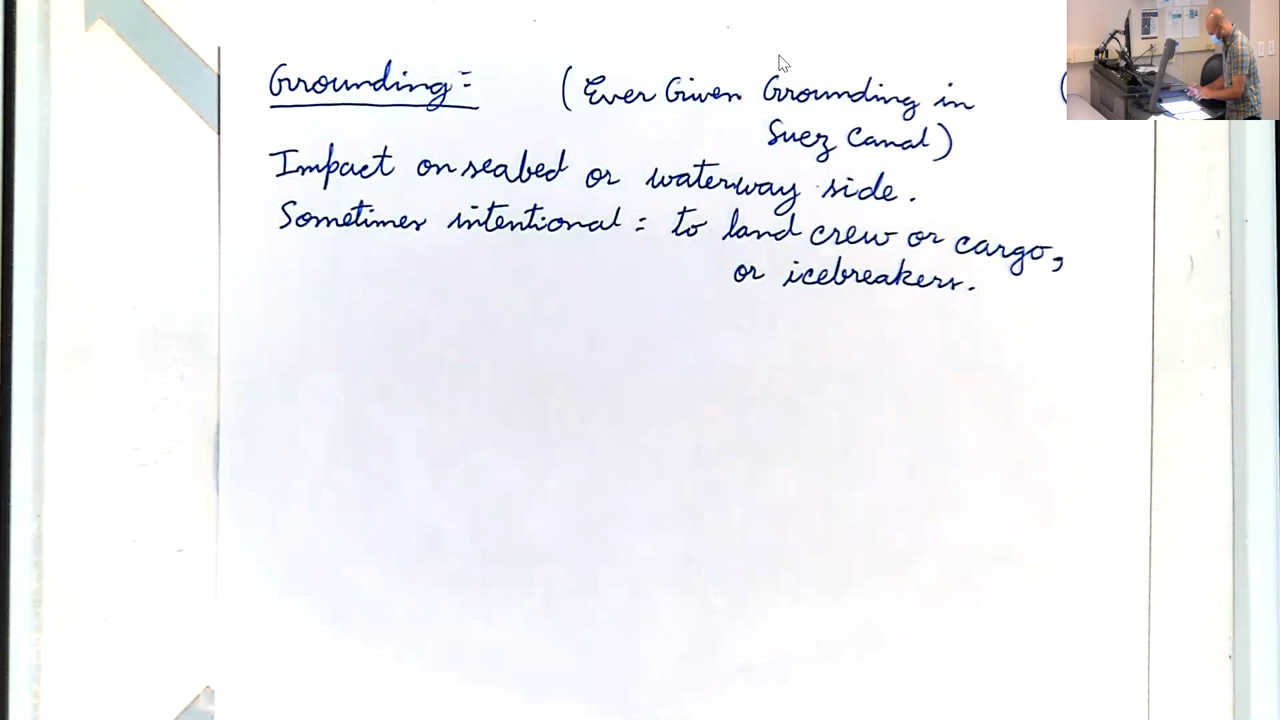 Grounding:
(Ever Given Grounding in
Suez Canal)
Impact on seabed or waterway side.
Sometimes intentional: to land crew or cargo,
or icebreakers.